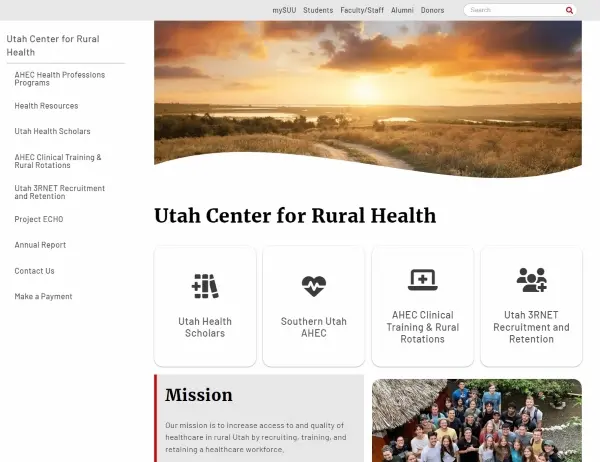 mySUU Students Faculty/Staff Alumni Donors Search
Utah Center for Rural
Health
AHEC Health Professions
Programs
Health Resources
Utah Health Scholars
AHEC Clinical Training &
Rural Rotations
Utah 3RNET Recruitment
and Retention
Project ECHO
Annual Report
Contact Us
Make a Payment
Utah Center for Rural Health
Utah Health
Scholars
Southern Utah
AHEC
AHEC Clinical
Training & Rural
Rotations
Utah 3RNET
Recruitment and
Retention
Mission
Our mission is to increase access to and quality of
healthcare in rural Utah by recruiting, training, and
retaining a healthcare workforce.